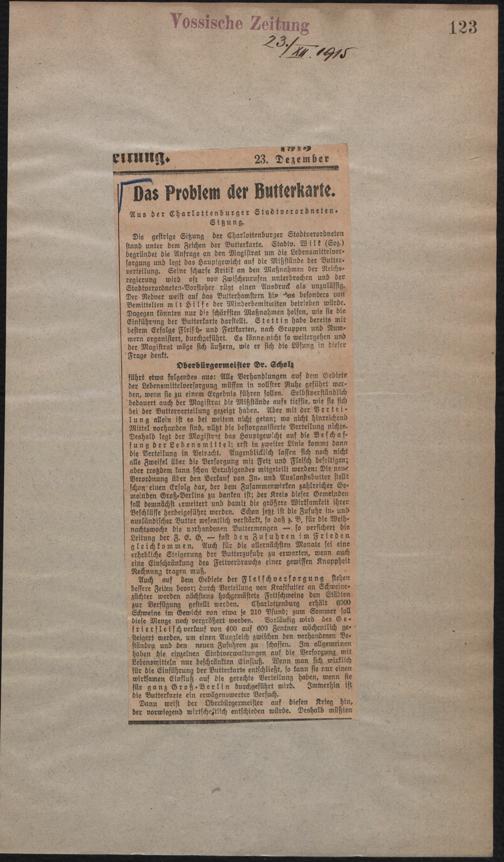 Vossische Zeitung
123
23./XII. 1915
eitung.
1915
23. Dezember
Das Problem der Butterkarte.
Aus der Charlottenburger Stadtverordneten-
Sitzung.
Die gestrige Sitzung der Charlottenburger Stadtverordneten
stand unter dem Zeichen der Butterkarte. Stadtv. Wilk (Soz.)
begründet die Anfrage an den Magistrat um die Lebensmittelver-
sorgung und legt das Hauptgewicht auf die Mißstände der Butter-
verteilung. Seine scharfe Kritik an den Maßnahmen der Reichs-
regierung wird oft von Zwischenrufen unterbrochen und der
Stadtverordneten-Vorsteher rügt einen Ausdruck als unzulässig.
Der Redner weist auf das Butterhamstern hin das besonders von
Bemittelten mit Hilfe der Minderbemittelten betrieben würde.
Dagegen könnten nur die schärfsten Maßnahmen helfen, wie sie die
Einführung der Butterkarte darstellt. Stettin habe bereits mit
bestem Erfolge Fleisch- und Fettkarten, nach Gruppen und Num-
mern organisiert, durchgeführt. Es könne nicht so weitergehen und
der Magistrat möge sich äußern, wie er sich die Lösung in dieser
Frage denkt.
Oberbürgermeister Dr. Scholz
führt etwa folgendes aus: Alle Verhandlungen auf dem Gebiete
der Lebensmittelversorgung müssen in vollster Ruhe geführt wer-
den, wenn sie zu einem Ergebnis führen sollen. Selbstverständlich
bedauert auch der Magistrat die Mißstände aufs tiefste, wie sie sich
bei der Butterverteilung gezeigt haben. Aber mit der Vertei-
lung allein ist es bei weitem nicht getan; wo nicht hinreichend
Mittel vorhanden sind, nützt die bestorganisierte Verteilung nichts.
Deshalb legt der Magistrat das Hauptgewicht auf die Beschaf-
fung der Lebensmittel; erst in zweiter Linie kommt dann
die Verteilung in Betracht. Augenblicklich lassen sich noch nicht
alle Zweifel über die Versorgung mit Fett und Fleisch beseitigen;
aber trotzdem kann schon Beruhigendes mitgeteilt werden: Die neue
Verordnung über den Verkauf von In- und Auslandsbutter stellt
schon einen Erfolg dar, der dem Zusammenwirken zahlreicher Ge-
meinden Groß-Berlins zu danken ist; der Kreis dieser Gemeinden
soll demnächst erweitert und damit die größere Wirksamkeit ihrer
Beschlüsse herbeigeführt werden. Schon jetzt ist die Zufuhr in- und
ausländischer Butter wesentlich verstärkt, so daß z. B. für die Weih-
nachtswoche die vorhandenen Buttermengen — so versichert die
Leitung der Z. E. G. — fast den Zufuhren im Frieden
gleichkommen. Auch für die allernächsten Monate sei eine
erhebliche Steigerung der Butterzufuhr zu erwarten, wenn auch
eine Einschränkung des Fettverbrauchs einer gewissen Knappheit
Rechnung tragen muß.
Auch auf dem Gebiete der Fleischversorgung stehen
bessere Zeiten bevor; durch Verteilung von Kraftfutter an Schweine-
züchter werden nächstens hochgemästete Fettschweine den Städten
zur Verfügung gestellt werden. Charlottenburg erhält 6000
Schweine im Gewicht von etwa je 210 Pfund; zum Sommer soll
diese Menge noch vergrößert werden. Vorläufig wird der Ge-
frierfleischverkauf von 400 auf 600 Zentner wöchentlich ge-
steigert werden, um einen Ausgleich zwischen den vorhandenen Be-
ständen und den neuen Zufuhren zu schaffen. Im allgemeinen
haben die einzelnen Stadtverwaltungen auf die Versorgung mit
Lebensmitteln nur beschränkten Einfluß. Wenn man sich wirklich
für die Einführung der Butterkarte entschließt, so kann sie nur einen
wirksamen Einfluß auf die gerechte Verteilung haben, wenn sie
für ganz Groß-Berlin durchgeführt wird. Immerhin ist
die Butterkarte ein erwägenswerter Versuch.
Dann weist der Oberbürgermeister auf diesen Krieg hin,
der vorwiegend wirtschaftlich entschieden würde. Deshalb müßten